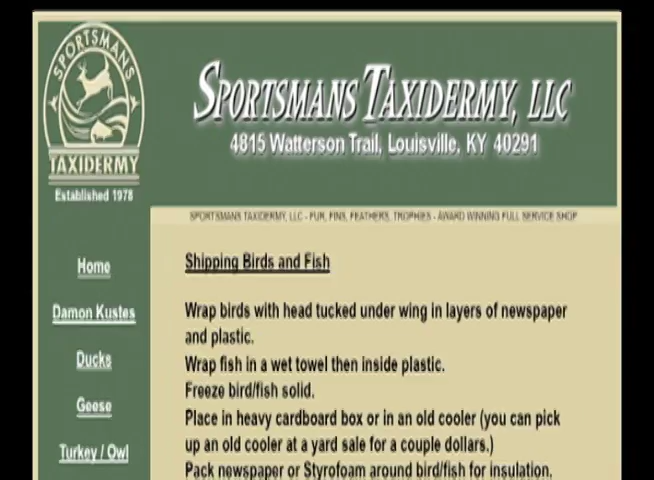 SPORTSMANS
TAXIDERMY
Established 1978
SPORTSMANS TAXIDERMY, LLC
4815 Watterson Trail, Louisville, KY 40291
SPORTSMANS TAXIDERMY, LLC - FUR, FINS, FEATHERS, TROPHIES - AWARD WINNING FULL SERVICE SHOP
Home
Damon Kustes
Ducks
Geese
Turkey / Owl
Shipping Birds and Fish
Wrap birds with head tucked under wing in layers of newspaper
and plastic.
Wrap fish in a wet towel then inside plastic.
Freeze bird/fish solid.
Place in heavy cardboard box or in an old cooler (you can pick
up an old cooler at a yard sale for a couple dollars.)
Pack newspaper or Styrofoam around bird/fish for insulation.